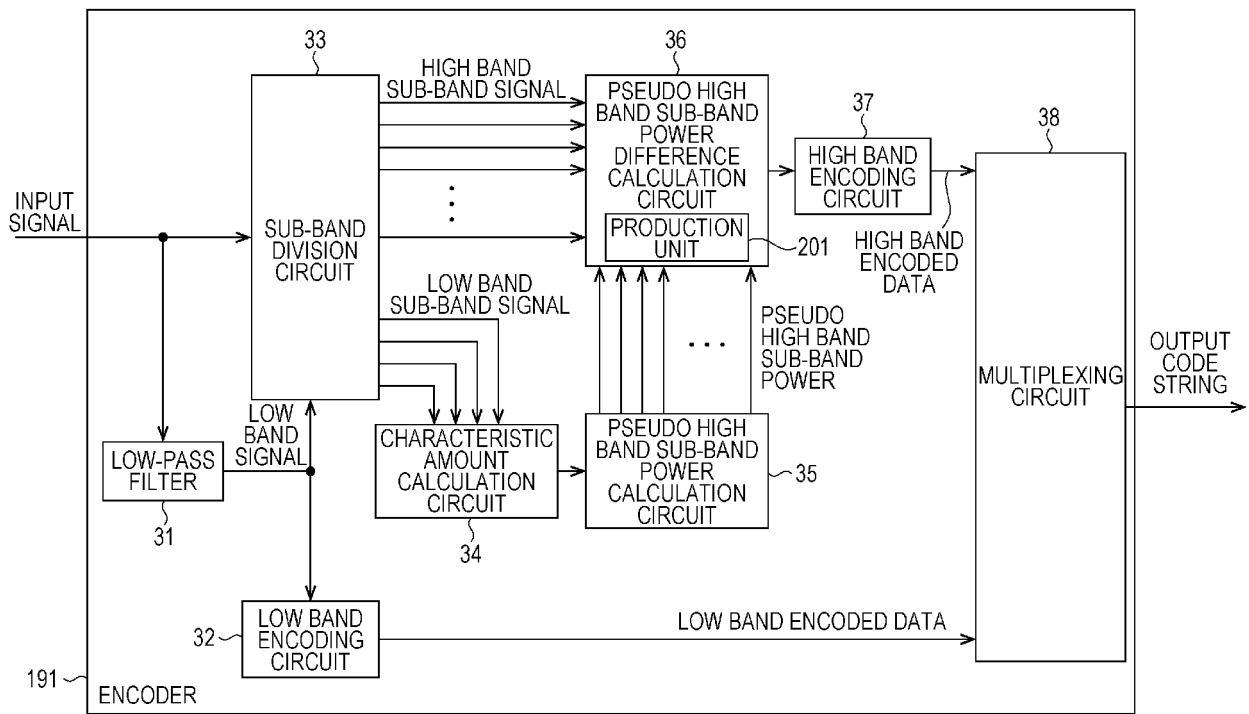 33
HIGH BAND
SUB-BAND SIGNAL
36
PSEUDO HIGH
BAND SUB-BAND
POWER
DIFFERENCE
CALCULATION
CIRCUIT
PRODUCTION
UNIT
201
37
HIGH BAND
ENCODING
CIRCUIT
38
HIGH BAND
ENCODED
DATA
INPUT
SIGNAL
SUB-BAND
DIVISION
CIRCUIT
LOW BAND
SUB-BAND SIGNAL
PSEUDO
HIGH BAND
SUB-BAND
POWER
MULTIPLEXING
CIRCUIT
OUTPUT
CODE
STRING
LOW
BAND
SIGNAL
LOW-PASS
FILTER
31
CHARACTERISTIC
AMOUNT
CALCULATION
CIRCUIT
34
PSEUDO HIGH
BAND SUB-BAND
POWER
CALCULATION
CIRCUIT
35
LOW BAND
ENCODING
CIRCUIT
32
LOW BAND ENCODED DATA
191
ENCODER